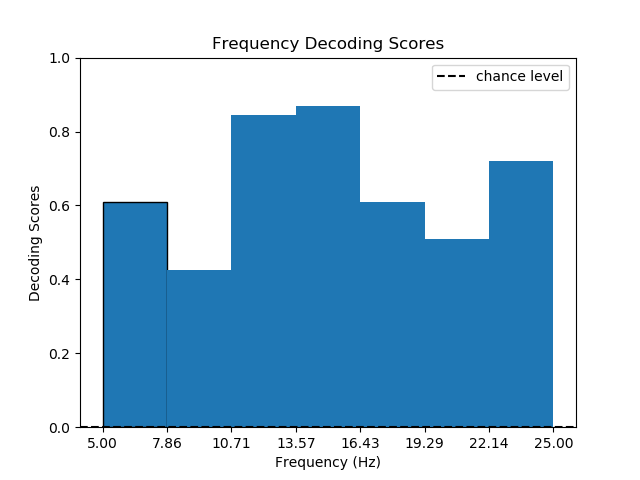 Frequency Decoding Scores
chance level
Decoding Scores
1.0
0.8
0.6
0.4
0.2
0.0
5.00 7.86 10.71 13.57 16.43 19.29 22.14 25.00
Frequency (Hz)